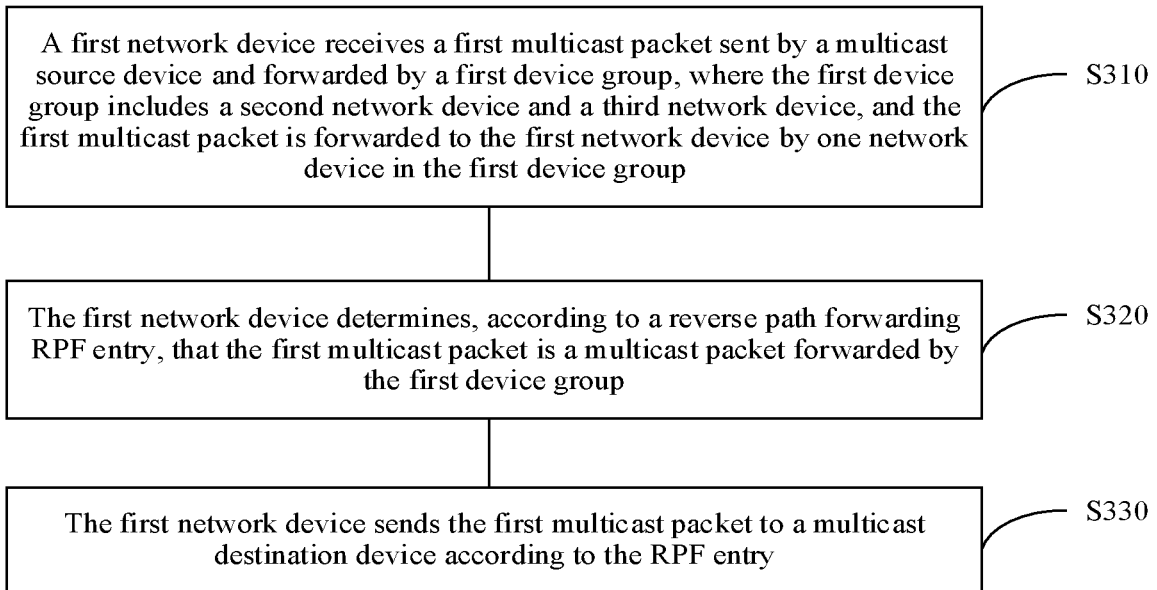 A first network device receives a first multicast packet sent by a multicast
source device and forwarded by a first device group, where the first device
group includes a second network device and a third network device, and the
first multicast packet is forwarded to the first network device by one network
device in the first device group
S310
The first network device determines, according to a reverse path forwarding
RPF entry, that the first multicast packet is a multicast packet forwarded by
the first device group
S320
The first network device sends the first multicast packet to a multicast
destination device according to the RPF entry
S330